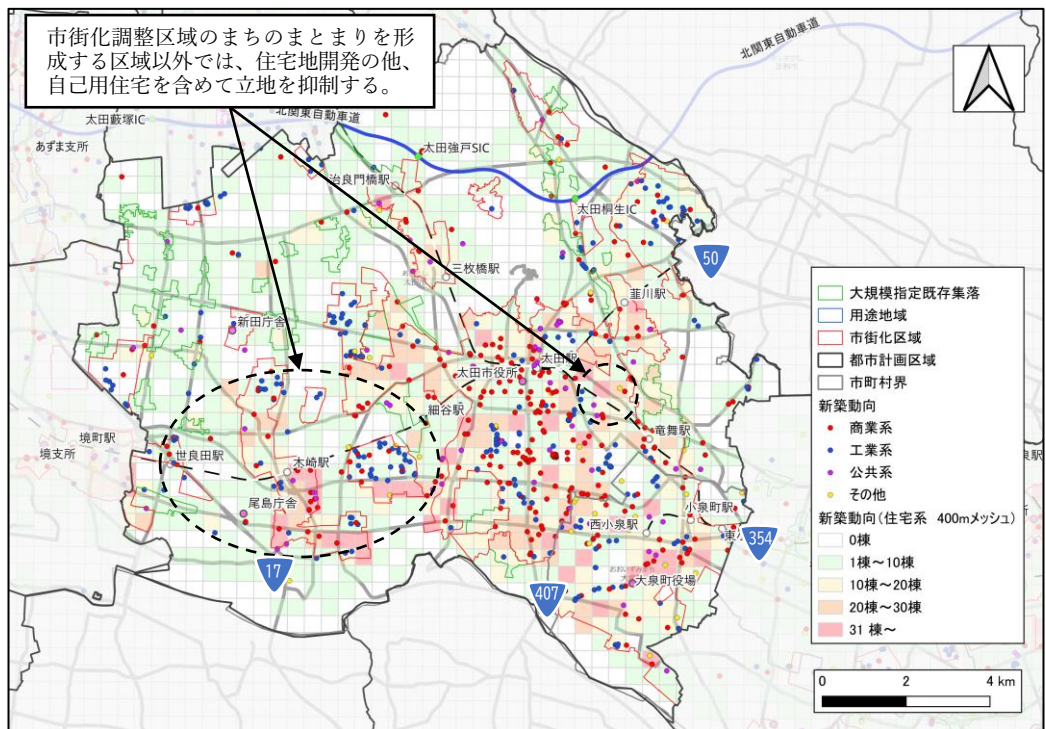 市街化調整区域のまちのまとまりを形
成する区域以外では、住宅地開発の他、
自己用住宅を含めて立地を抑制する。
北関東自動車道
太田藪塚IC
北関東自動車道
あずま支所
太田強戸SIC
治良門橋駅
太田桐生IC
50
三枚橋駅
韮川駅
新田庁舎
太田駅
太田市役所
細谷駅
竜舞駅
境町駅
境支所
世良田駅
木崎駅
尾島庁舎
小泉町駅
西小泉駅
354
17
407
大泉町役場
大規模指定既存集落
用途地域
市街化区域
都市計画区域
市町村界
新築動向
商業系
工業系
公共系
その他
新築動向(住宅系 400mメッシュ)
0棟
1棟~10棟
10棟~20棟
20棟~30棟
31 棟~
0 2 4 km